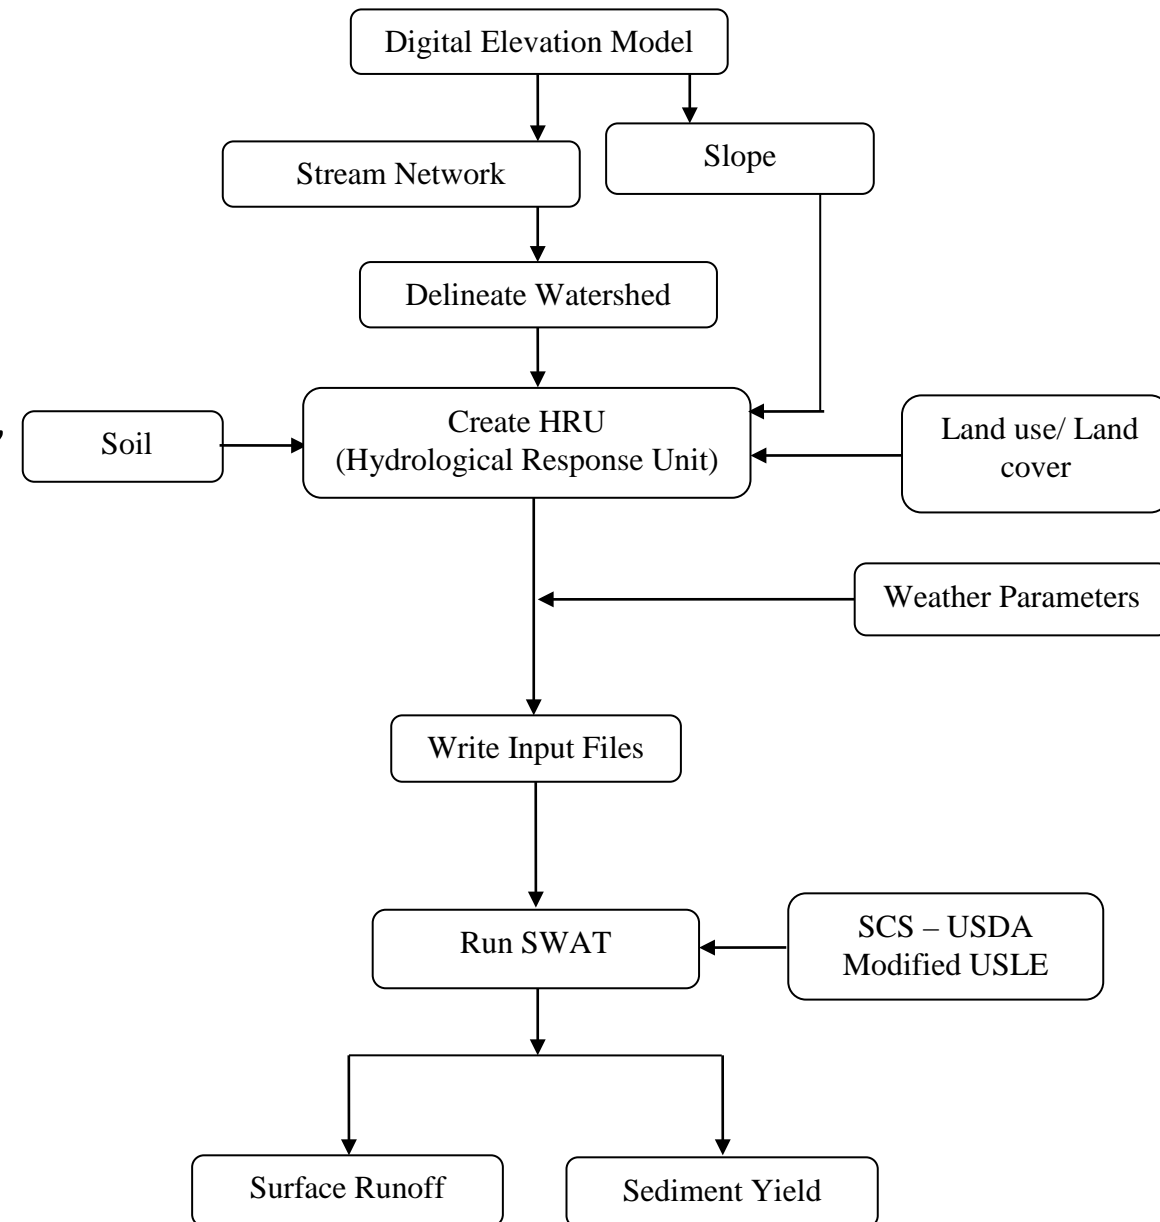 Digital Elevation Model
Stream Network
Slope
Delineate Watershed
Create HRU
(Hydrological Response Unit)
Soil
Land use/ Land
cover
Weather Parameters
Write Input Files
Run SWAT
SCS – USDA
Modified USLE
Surface Runoff
Sediment Yield